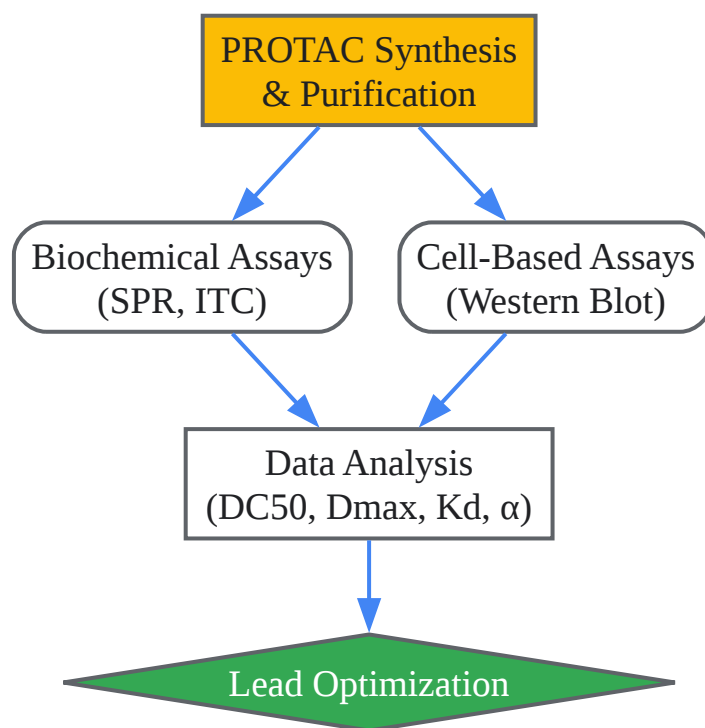 PROTAC Synthesis
& Purification
Biochemical Assays
(SPR, ITC)
Cell-Based Assays
(Western Blot)
Data Analysis
(DC50, Dmax, Kd, α)
Lead Optimization